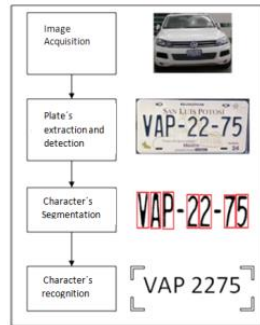 Image
Acquisition
Plate´s
extraction and
detection
SAN LUIS POTOSI
VAP-22-75
Character´s
Segmentation
VAP-22-75
Character´s
recognition
VAP 2275